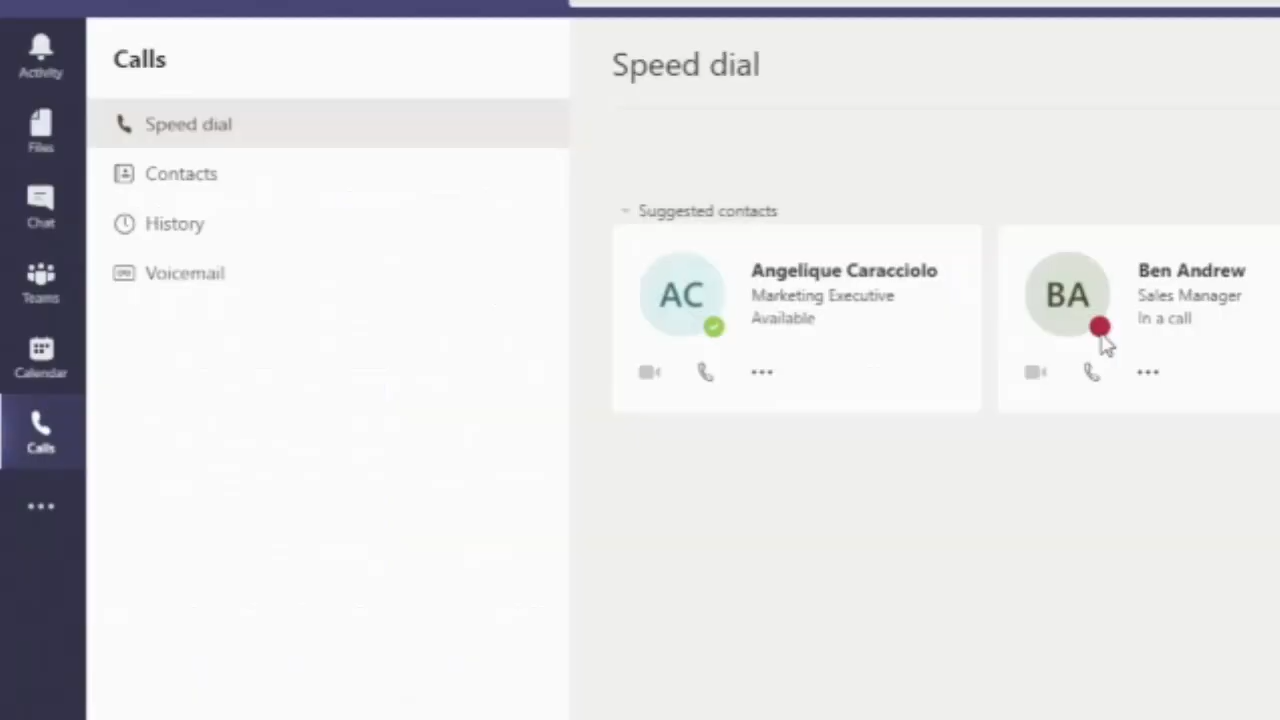 Activity
Files
Chat
Teams
Calendar
Calls
Calls
Speed dial
Contacts
History
Voicemail
Speed dial
Suggested contacts
AC
Angelique Caracciolo
Marketing Executive
Available
BA
Ben Andrew
Sales Manager
In a call